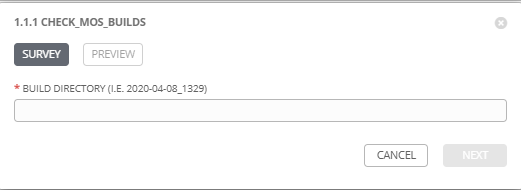 1.1.1 CHECK_MOS_BUILDS
SURVEY PREVIEW
* BUILD DIRECTORY (I.E. 2020-04-08_1329)
CANCEL NEXT